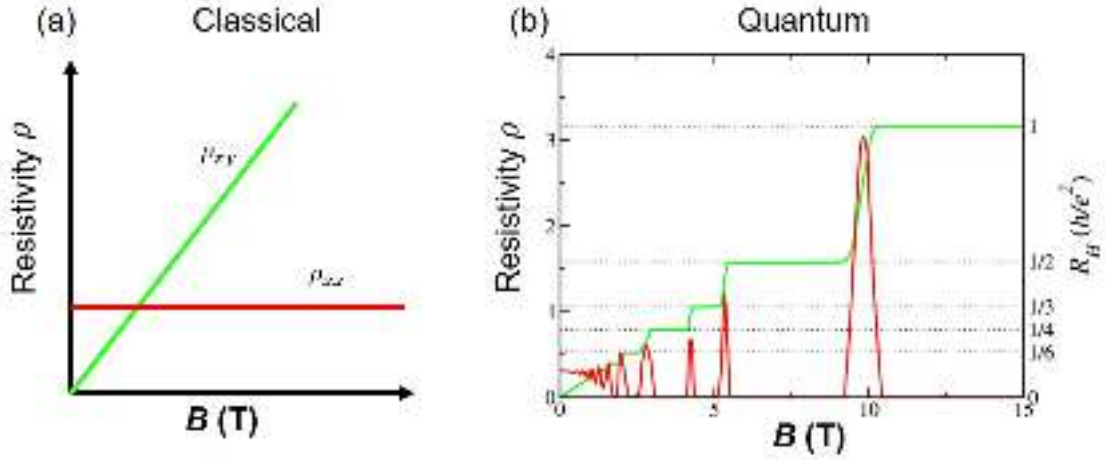 (a) Classical
Resistivity ρ
ρxy
ρxx
B (T)
(b) Quantum
Resistivity ρ
4
3
2
1
0
0 5 10 15
B (T)
1
1/2
1/3
1/4
1/6
0
R_H (h/e²)